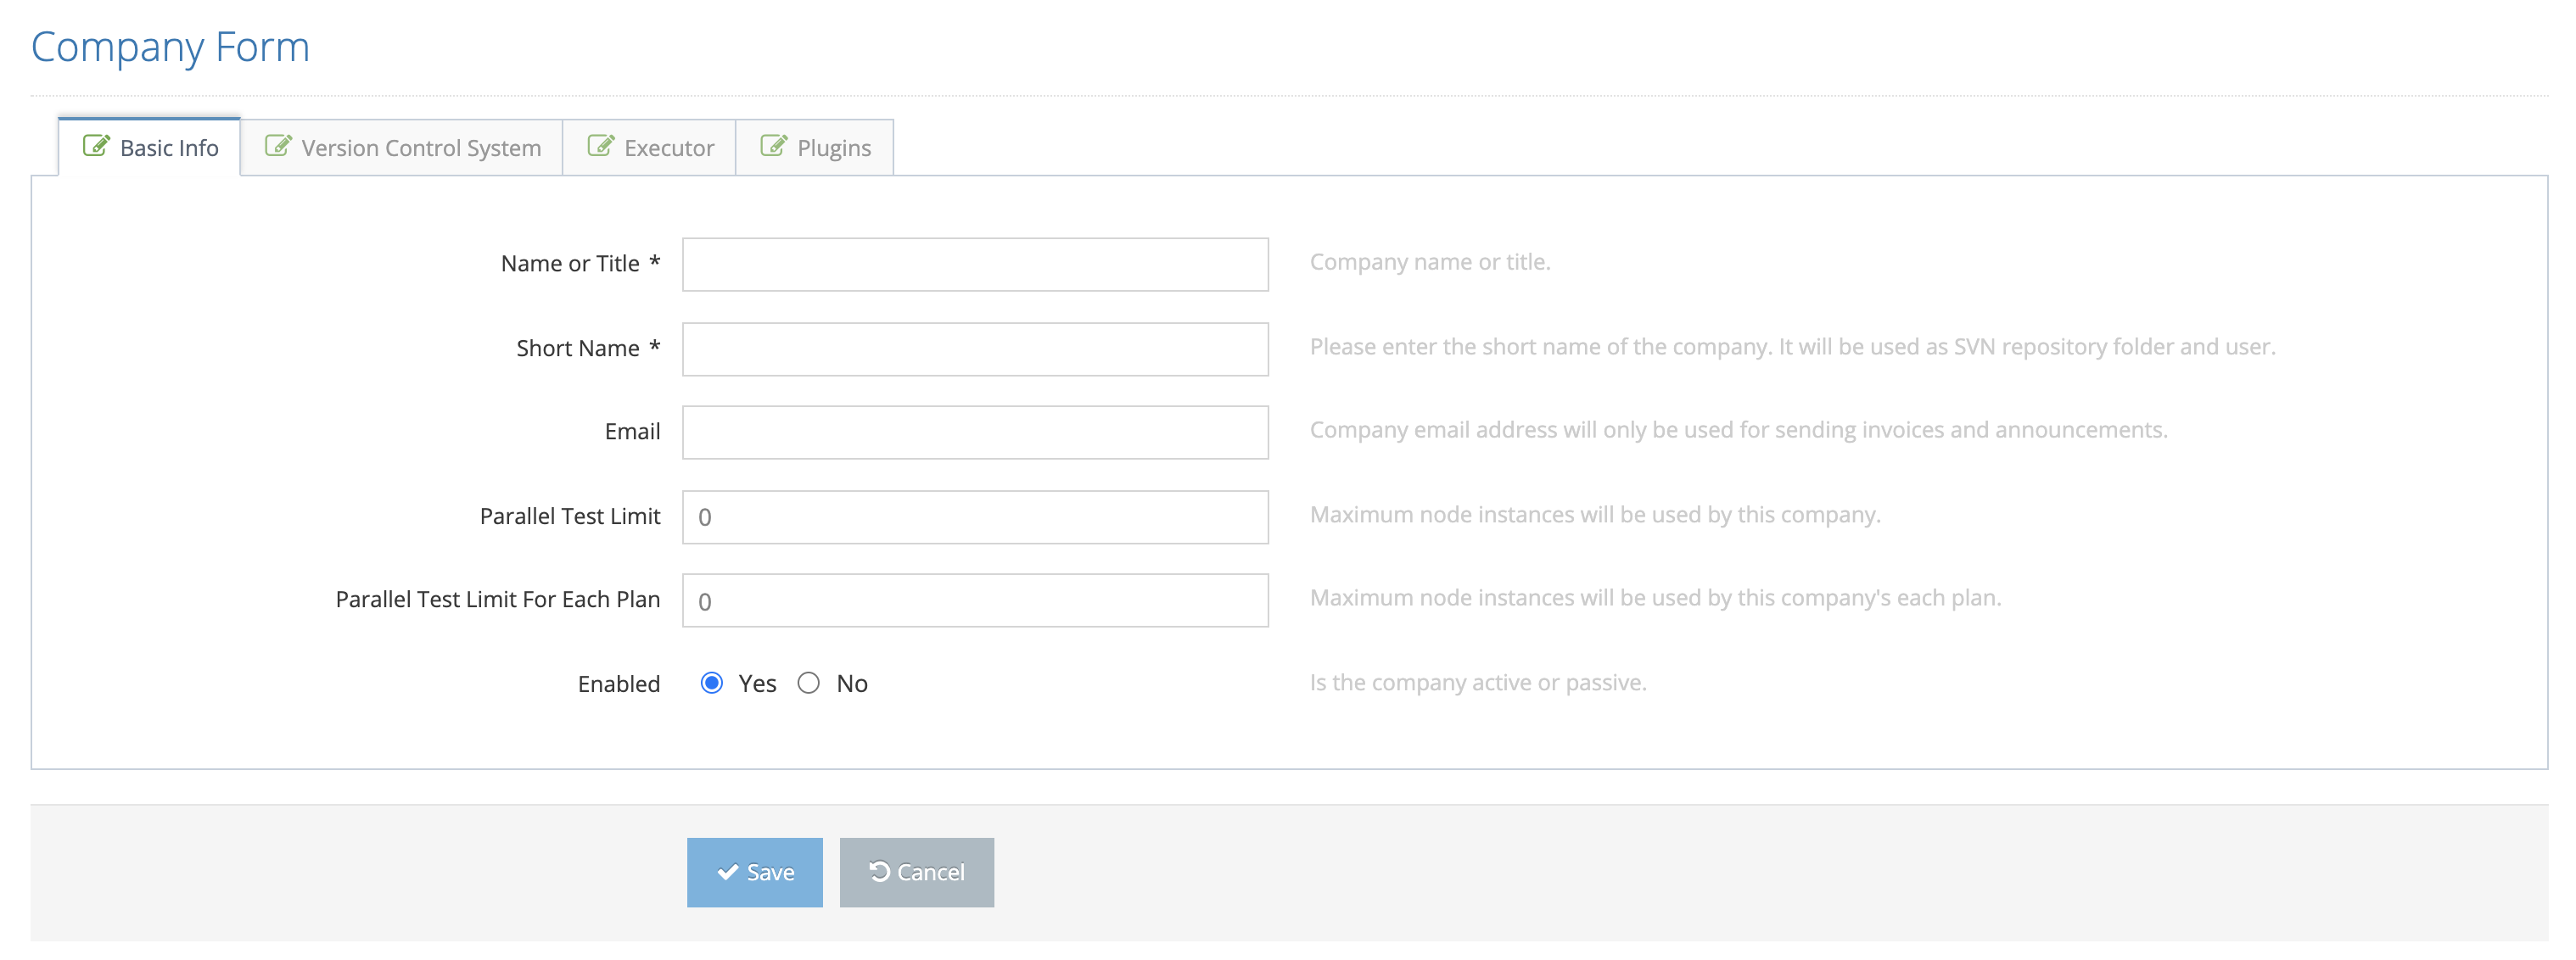 Company Form
Basic Info Version Control System Executor Plugins
Name or Title * Company name or title.
Short Name * Please enter the short name of the company. It will be used as SVN repository folder and user.
Email Company email address will only be used for sending invoices and announcements.
Parallel Test Limit 0 Maximum node instances will be used by this company.
Parallel Test Limit For Each Plan 0 Maximum node instances will be used by this company's each plan.
Enabled Yes No Is the company active or passive.
Save Cancel